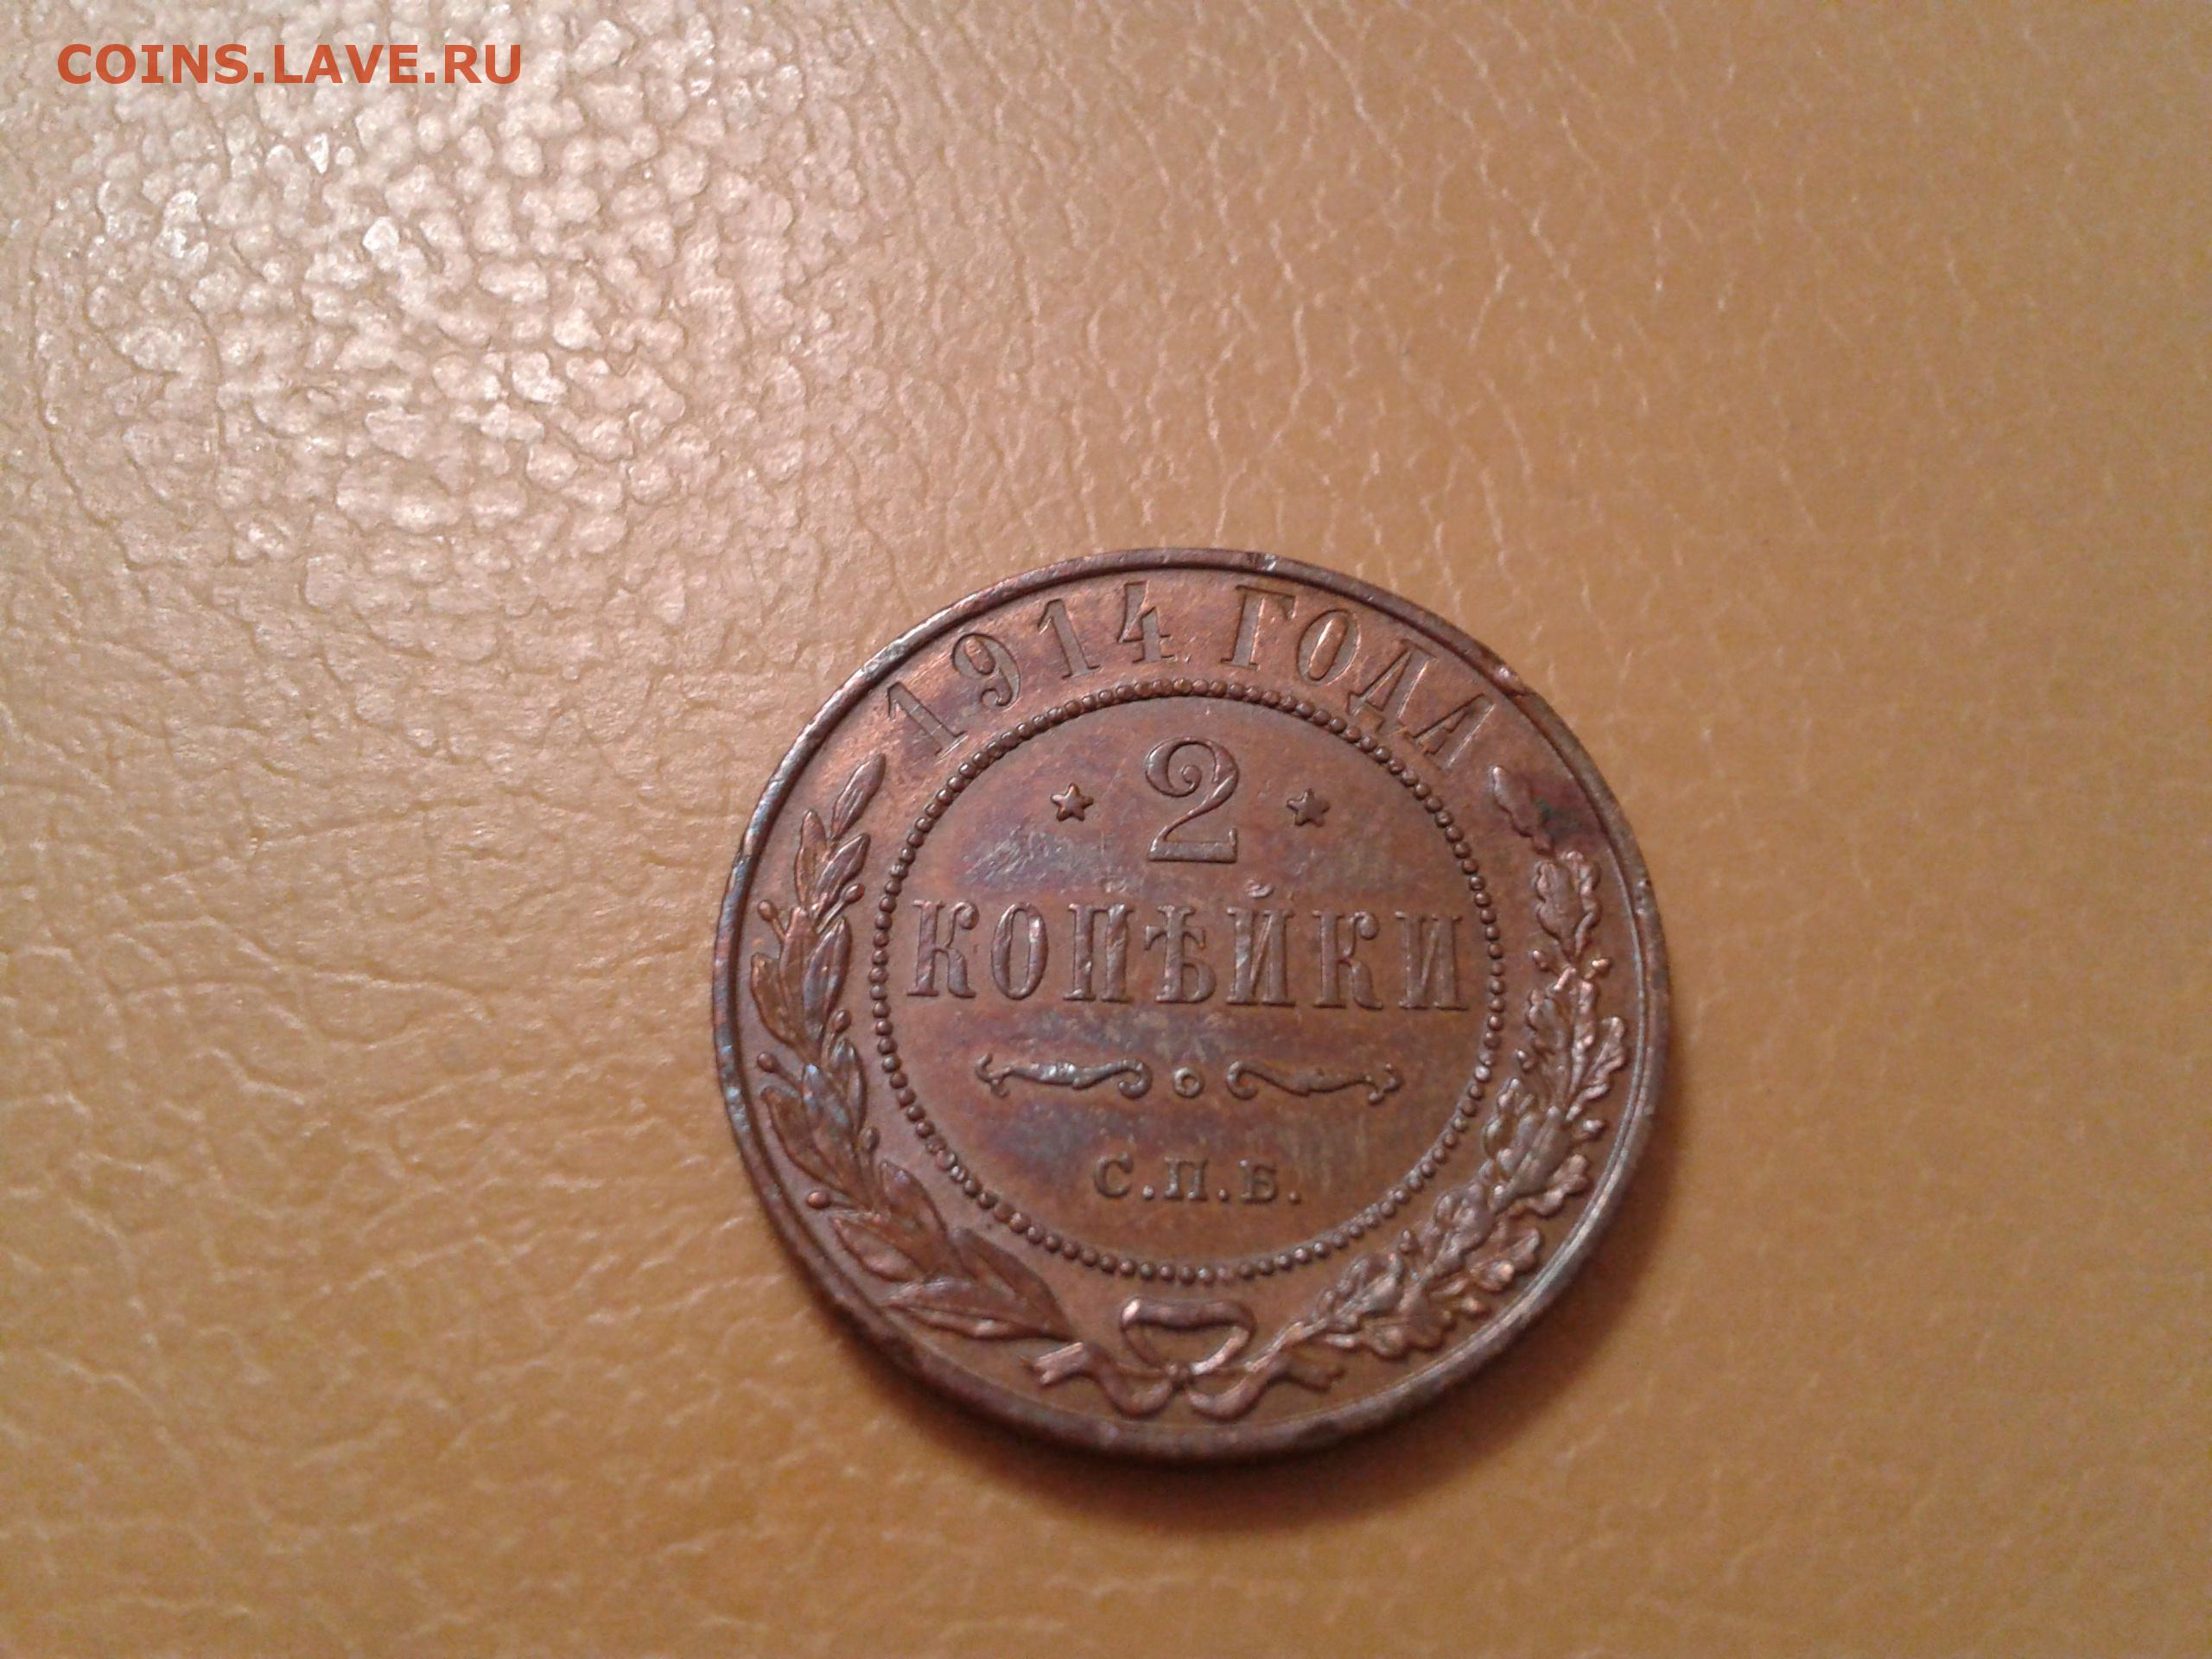 COINS.LAVE.RU
1914 ГОДА
2
КОПѢЙКИ
С.П.Б.